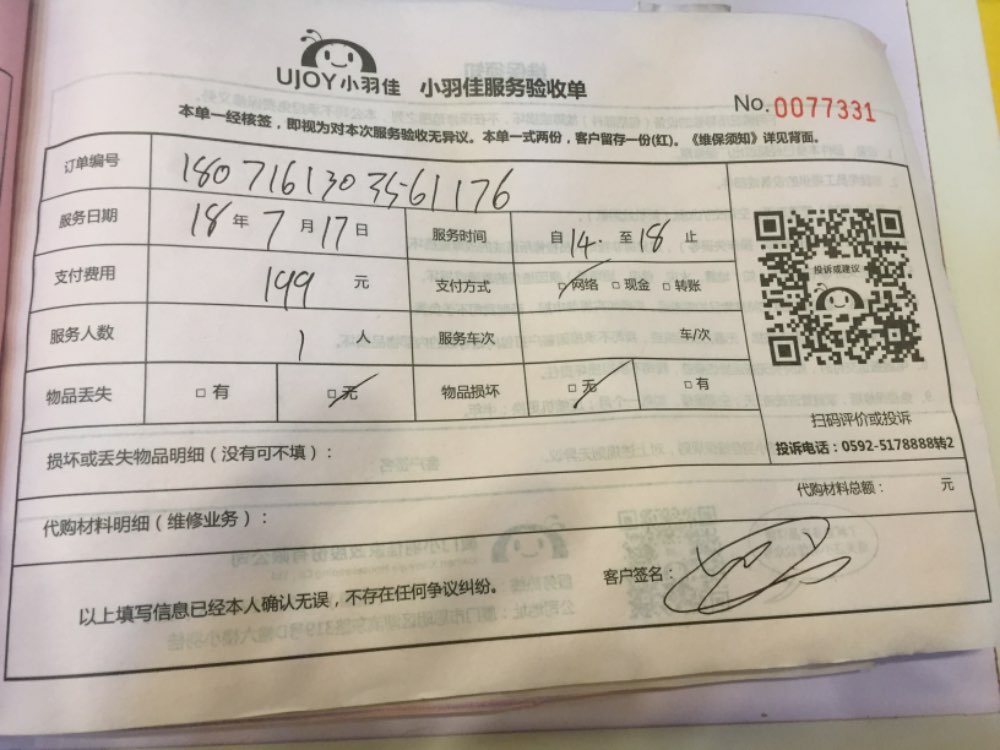 UJOY小羽佳 小羽佳服务验收单
No.0077331
本单一经核签，即视为对本次服务验收无异议。本单一式两份，客户留存一份(红)。《维保须知》详见背面。
订单编号 18071613035561176
服务日期 18 年 7 月 17 日 服务时间 自 14. 至 18 止
支付费用 199 元 支付方式 □网络 □现金 □转账
服务人数 1 人 服务车次 车/次
物品丢失 □有 □无 物品损坏 □无 □有
投诉或建议
扫码评价或投诉
投诉电话：0592-5178888转2
损坏或丢失物品明细（没有可不填）：
代购材料总额： 元
代购材料明细（维修业务）：
以上填写信息已经本人确认无误，不存在任何争议纠纷。
客户签名：